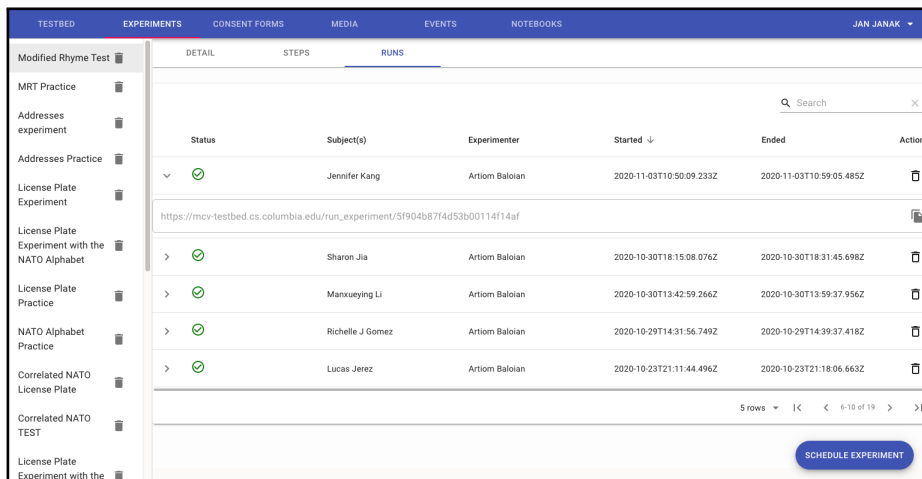 TESTBED EXPERIMENTS CONSENT FORMS MEDIA EVENTS NOTEBOOKS JAN JANAK
DETAIL STEPS RUNS
Modified Rhyme Test
MRT Practice
Addresses
experiment
Addresses Practice
License Plate
Experiment
License Plate
Experiment with the
NATO Alphabet
License Plate
Practice
NATO Alphabet
Practice
Correlated NATO
License Plate
Correlated NATO
TEST
License Plate
Experiment with the
Search
Status Subject(s) Experimenter Started Ended Action
Jennifer Kang Artiom Baloian 2020-11-03T10:50:09.233Z 2020-11-03T10:59:05.485Z
https://mcv-testbed.cs.columbia.edu/run_experiment/5f904b87f4d53b00114f14af
Sharon Jia Artiom Baloian 2020-10-30T18:15:08.076Z 2020-10-30T18:31:45.698Z
Manxueying Li Artiom Baloian 2020-10-30T13:42:59.266Z 2020-10-30T13:59:37.956Z
Richelle J Gomez Artiom Baloian 2020-10-29T14:31:56.749Z 2020-10-29T14:39:37.418Z
Lucas Jerez Artiom Baloian 2020-10-23T21:11:44.496Z 2020-10-23T21:18:06.663Z
5 rows 6-10 of 19
SCHEDULE EXPERIMENT